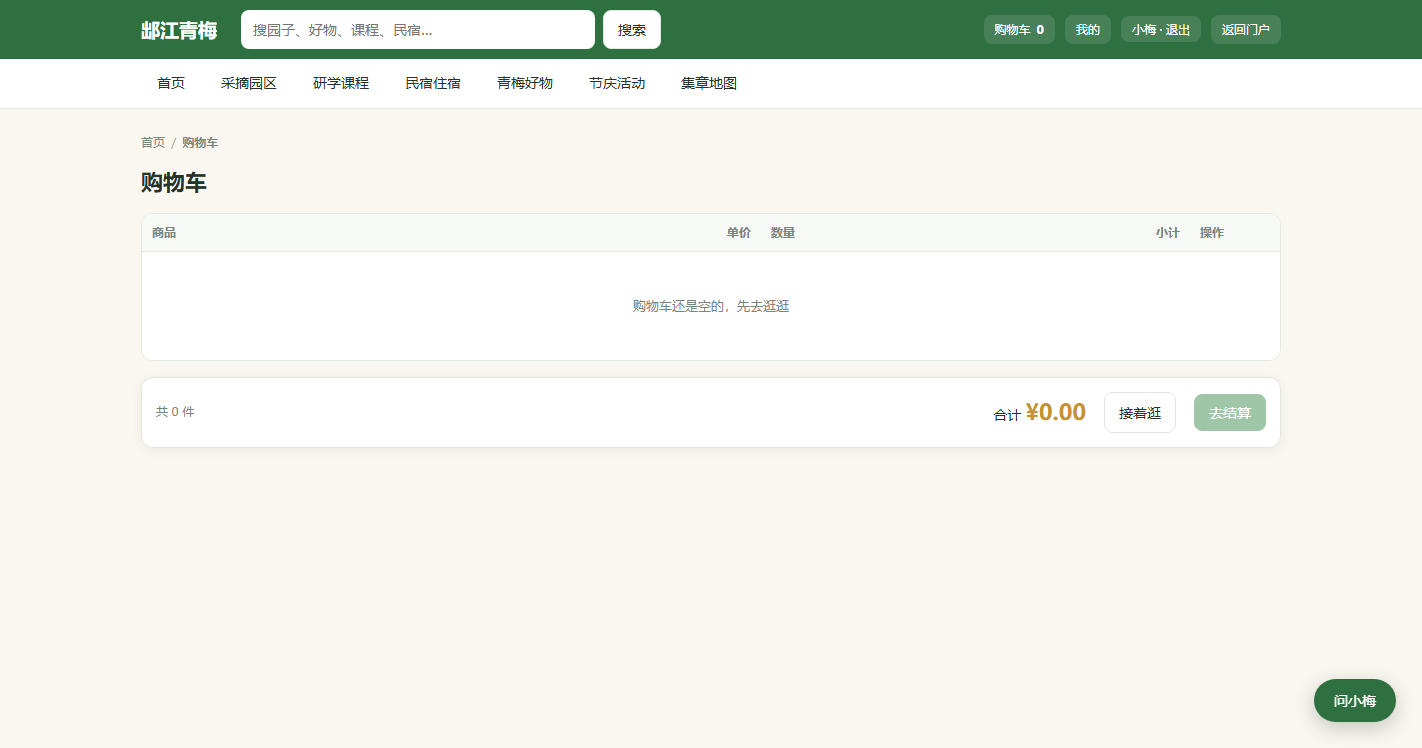 邮江青梅 搜园子、好物、课程、民宿... 搜索 购物车 0 我的 小梅 · 退出 返回门户
首页 采摘园区 研学课程 民宿住宿 青梅好物 节庆活动 集章地图
首页 / 购物车
购物车
商品 单价 数量 小计 操作
购物车还是空的，先去逛逛
共 0 件 合计 ¥0.00 接着逛 去结算
问小梅